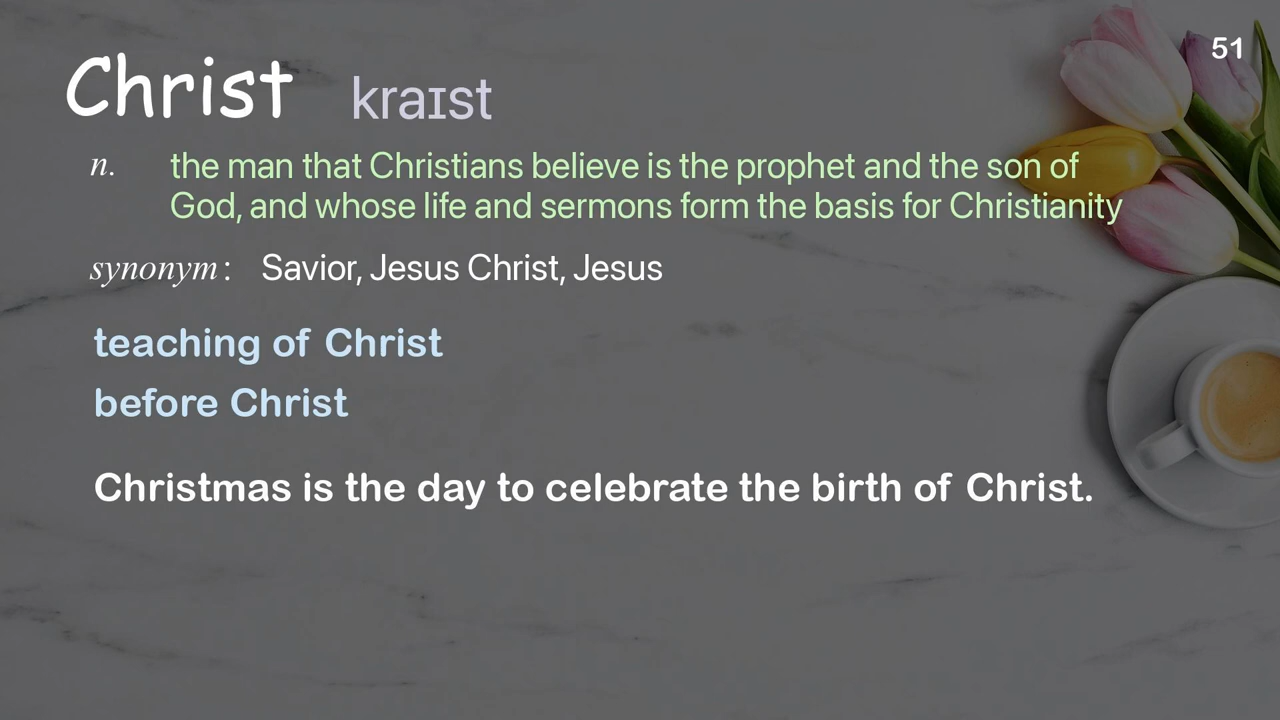 51
Christ kraɪst
n. the man that Christians believe is the prophet and the son of
God, and whose life and sermons form the basis for Christianity
synonym: Savior, Jesus Christ, Jesus
teaching of Christ
before Christ
Christmas is the day to celebrate the birth of Christ.